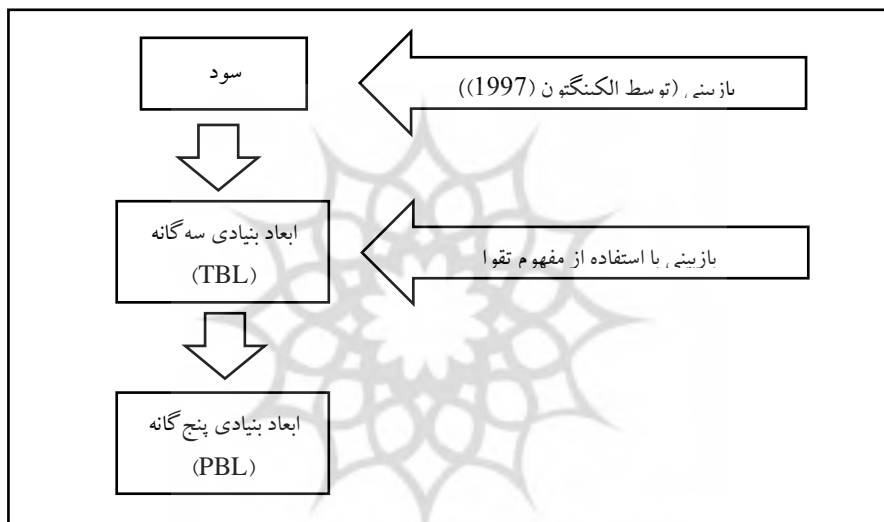 سود
بازبینی (توسط الکینگتون (1997))
ابعاد بنیادی سه گانه
(TBL)
بازبینی با استفاده از مفهوم تقوا
ابعاد بنیادی پنج گانه
(PBL)